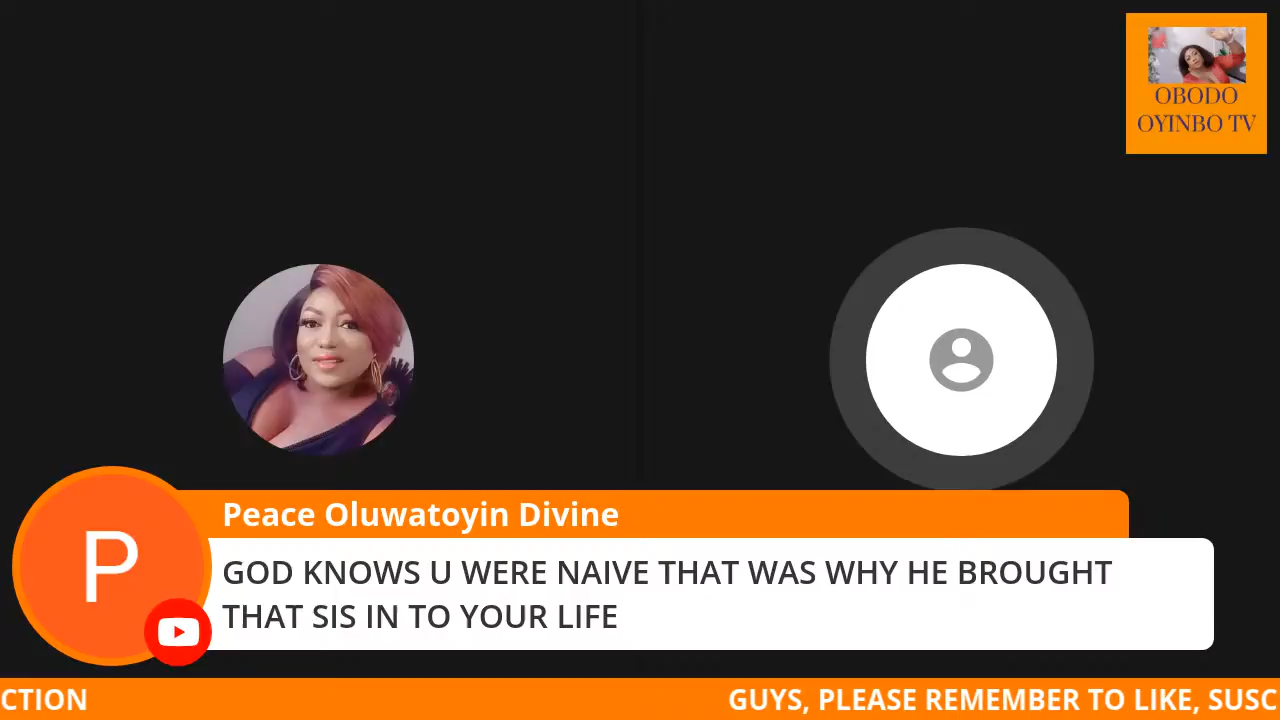 OBODO
OYINBO TV
P
Peace Oluwatoyin Divine
GOD KNOWS U WERE NAIVE THAT WAS WHY HE BROUGHT
THAT SIS IN TO YOUR LIFE
CTION
GUYS, PLEASE REMEMBER TO LIKE, SUSC